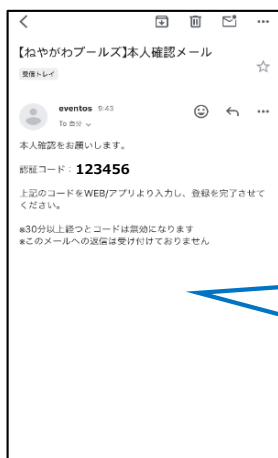 【ねやがわプールズ】本人確認メール
受信トレイ
eventos 9:43
To 自分
本人確認をお願いします。
認証コード： 123456
上記のコードをWEB/アプリより入力し、登録を完了させて
ください。
※30分以上経つとコードは無効になります
※このメールへの返信は受け付けておりません